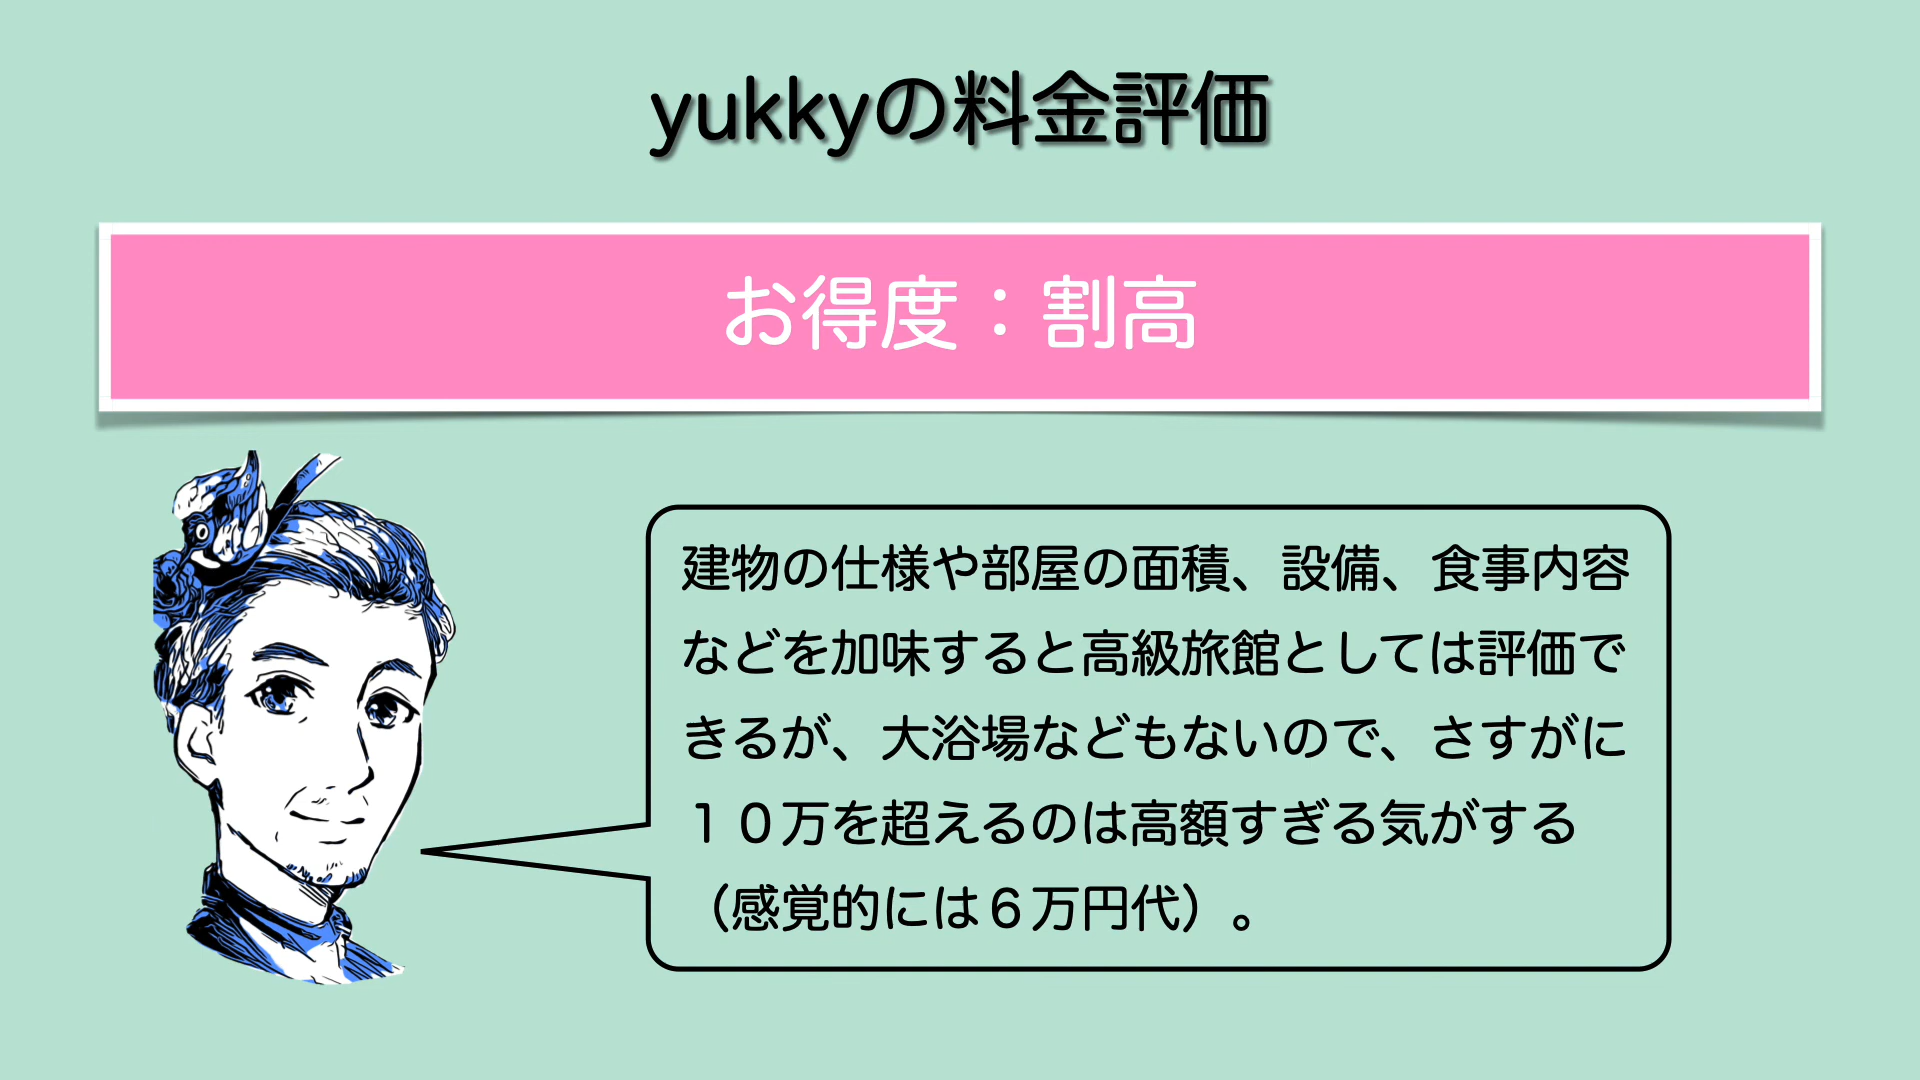 yukkyの料金評価
お得度：割高
建物の仕様や部屋の面積、設備、食事内容
などを加味すると高級旅館としては評価で
きるが、大浴場などもないので、さすがに
１０万を超えるのは高額すぎる気がする
（感覚的には６万円代）。